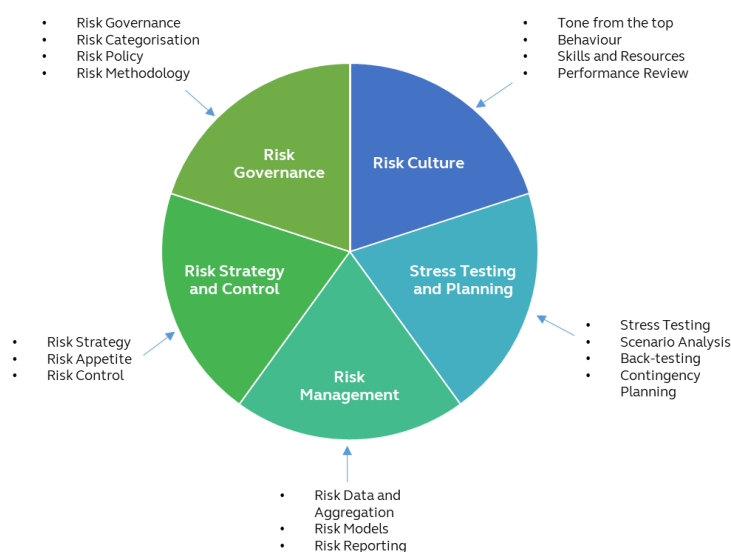 • Risk Governance
• Risk Categorisation
• Risk Policy
• Risk Methodology
• Tone from the top
• Behaviour
• Skills and Resources
• Performance Review
Risk
Governance
Risk Culture
Risk Strategy
and Control
Stress Testing
and Planning
Risk
Management
• Risk Strategy
• Risk Appetite
• Risk Control
• Stress Testing
• Scenario Analysis
• Back-testing
• Contingency
Planning
• Risk Data and
Aggregation
• Risk Models
• Risk Reporting